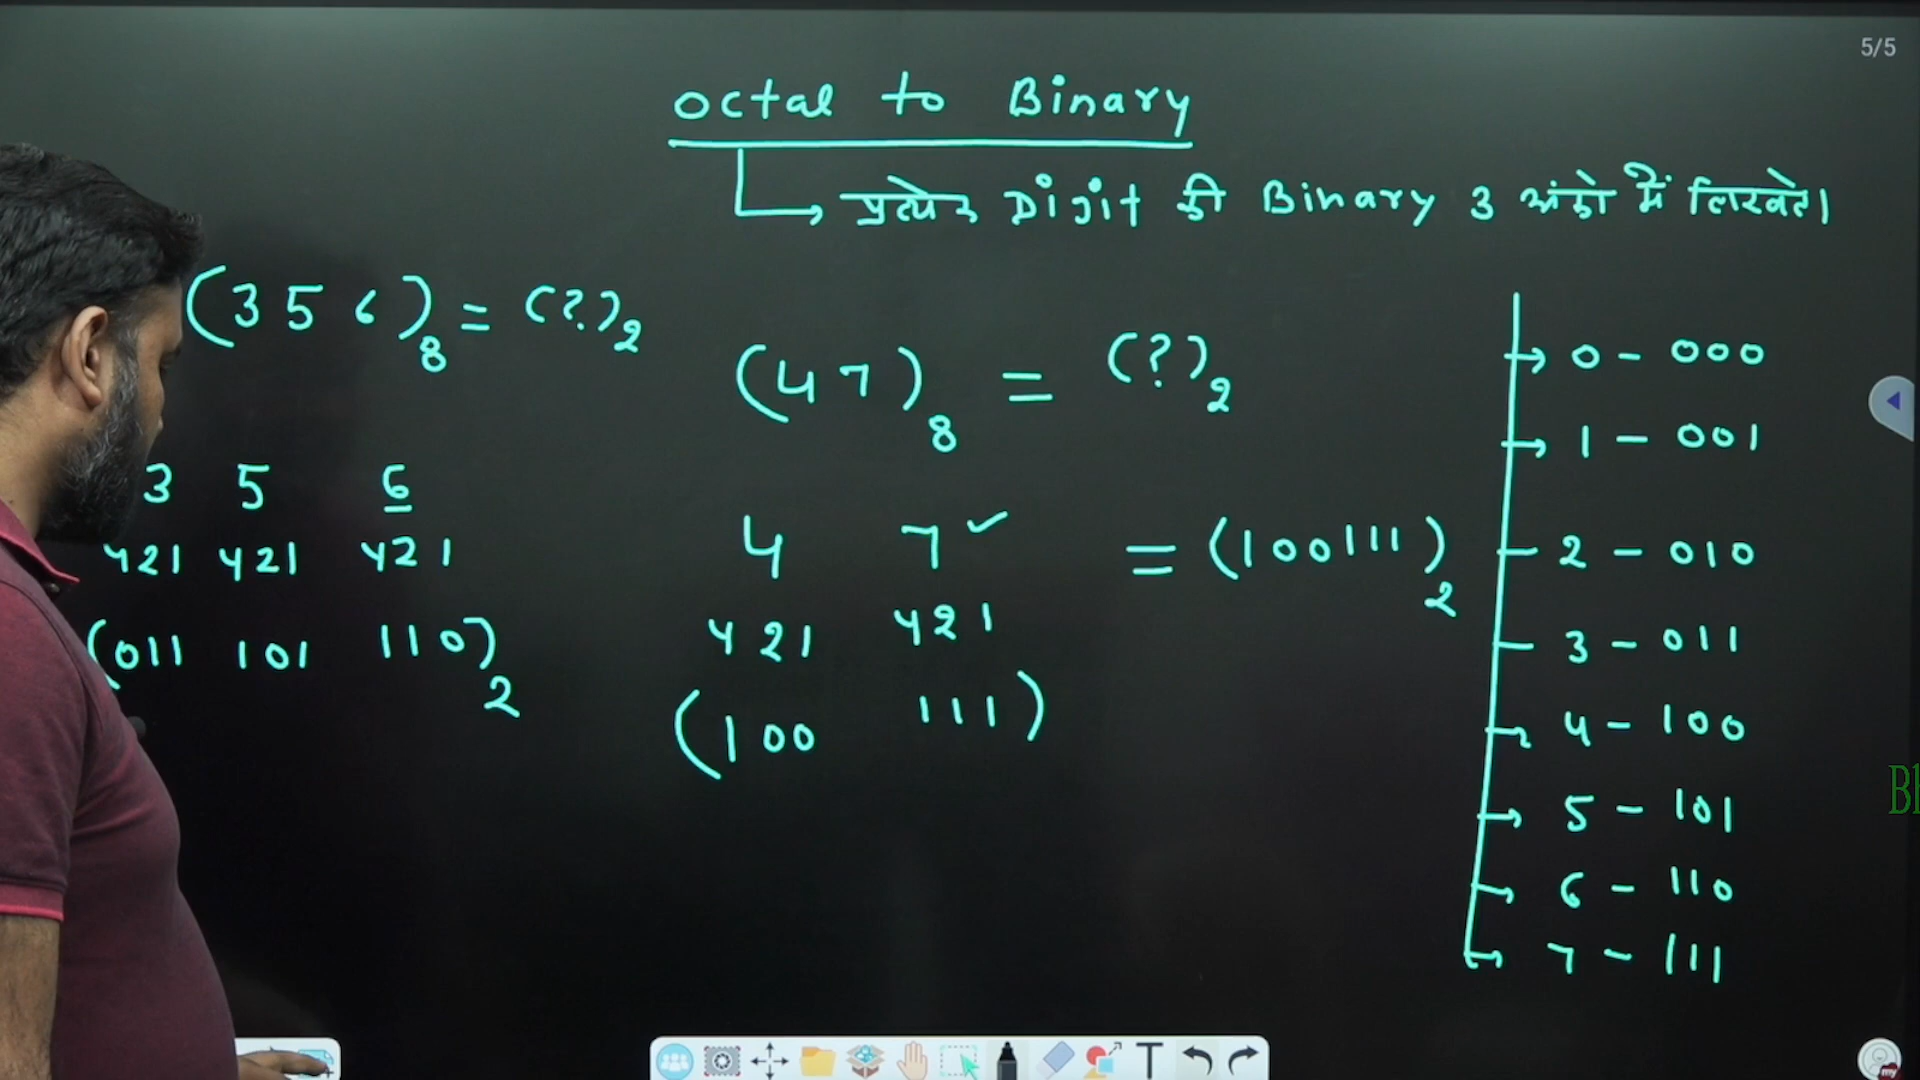 5/5
Octal to Binary
प्रत्येक Digit की Binary 3 अंको में लिखते।
(3 5 6)8 = (?)2
(4 7)8 = (?)2
3 5 6
421 421 421
(011 101 110)2
4 7 ✓ = (100111)2
421 421
(100 111)
0 - 000
1 - 001
2 - 010
3 - 011
4 - 100
5 - 101
6 - 110
7 - 111
T
my